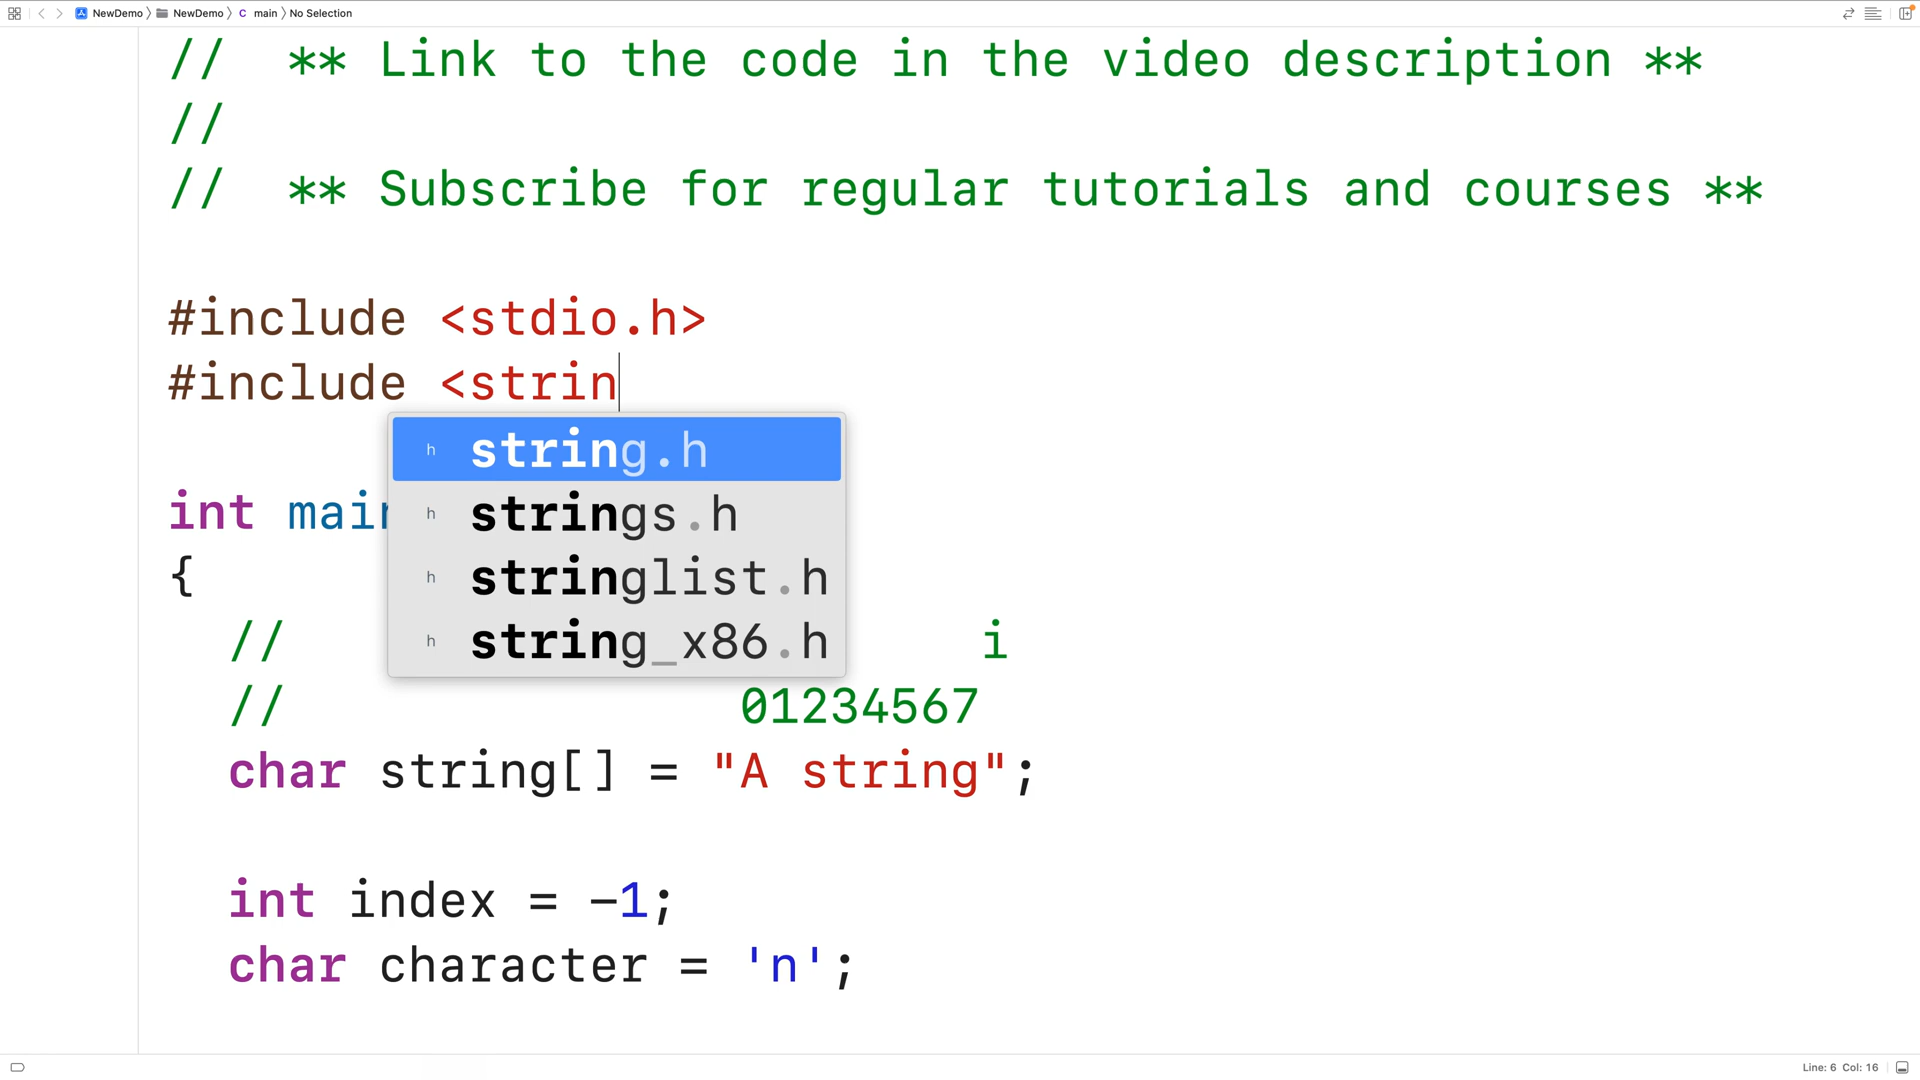 NewDemo 〉 NewDemo 〉 C main 〉 No Selection
//  ** Link to the code in the video description **
//
//  ** Subscribe for regular tutorials and courses **
#include <stdio.h>
#include <strin
h string.h
h strings.h
h stringlist.h
h string_x86.h
int main
{
//                     i
//             01234567
char string[] = "A string";
int index = -1;
char character = 'n';
Line: 6 Col: 16